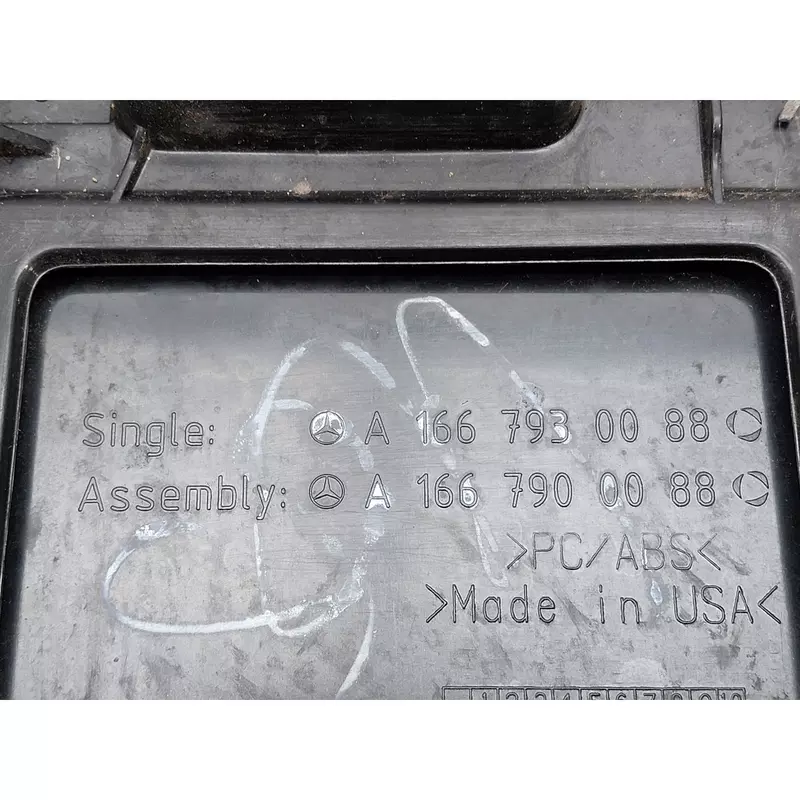 Single: A 166 793 00 88
Assembly: A 166 790 00 88
>PC/ABS<
>Made in USA<